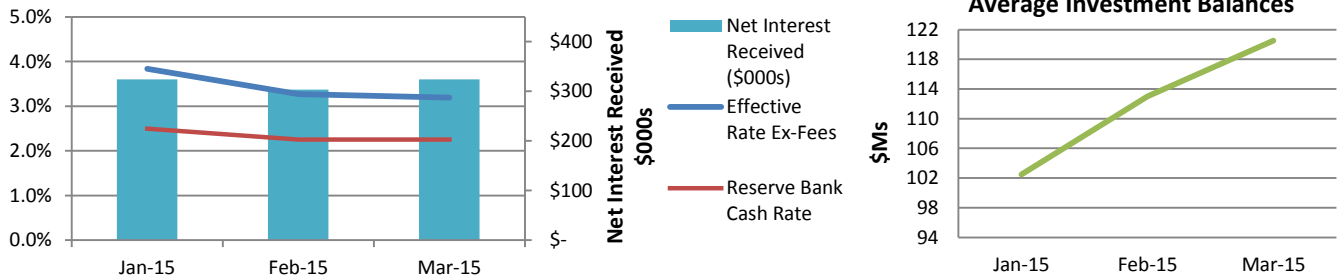 5.0%
4.0%
3.0%
2.0%
1.0%
0.0%
Jan-15
Feb-15
Mar-15
$400
$300
$200
$100
$-
Net Interest Received
$000s
Net Interest
Received
($000s)
Effective
Rate Ex-Fees
Reserve Bank
Cash Rate
Average Investment Balances
$Ms
122
118
114
110
106
102
98
94
Jan-15
Feb-15
Mar-15